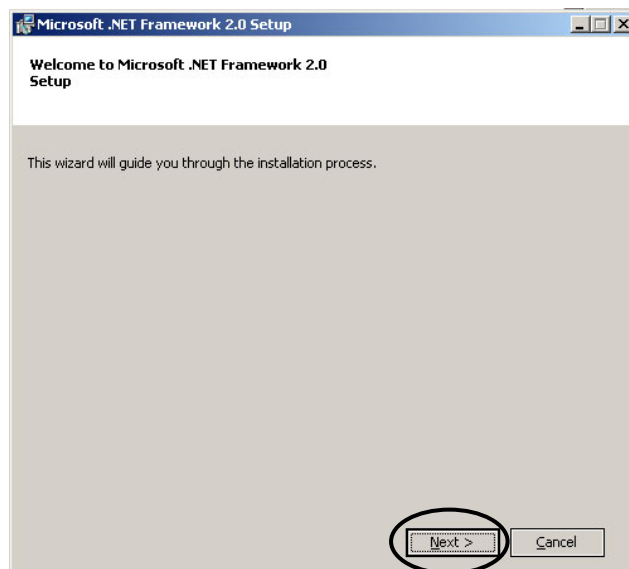 Microsoft .NET Framework 2.0 Setup
Welcome to Microsoft .NET Framework 2.0
Setup
This wizard will guide you through the installation process.
Next >
Cancel